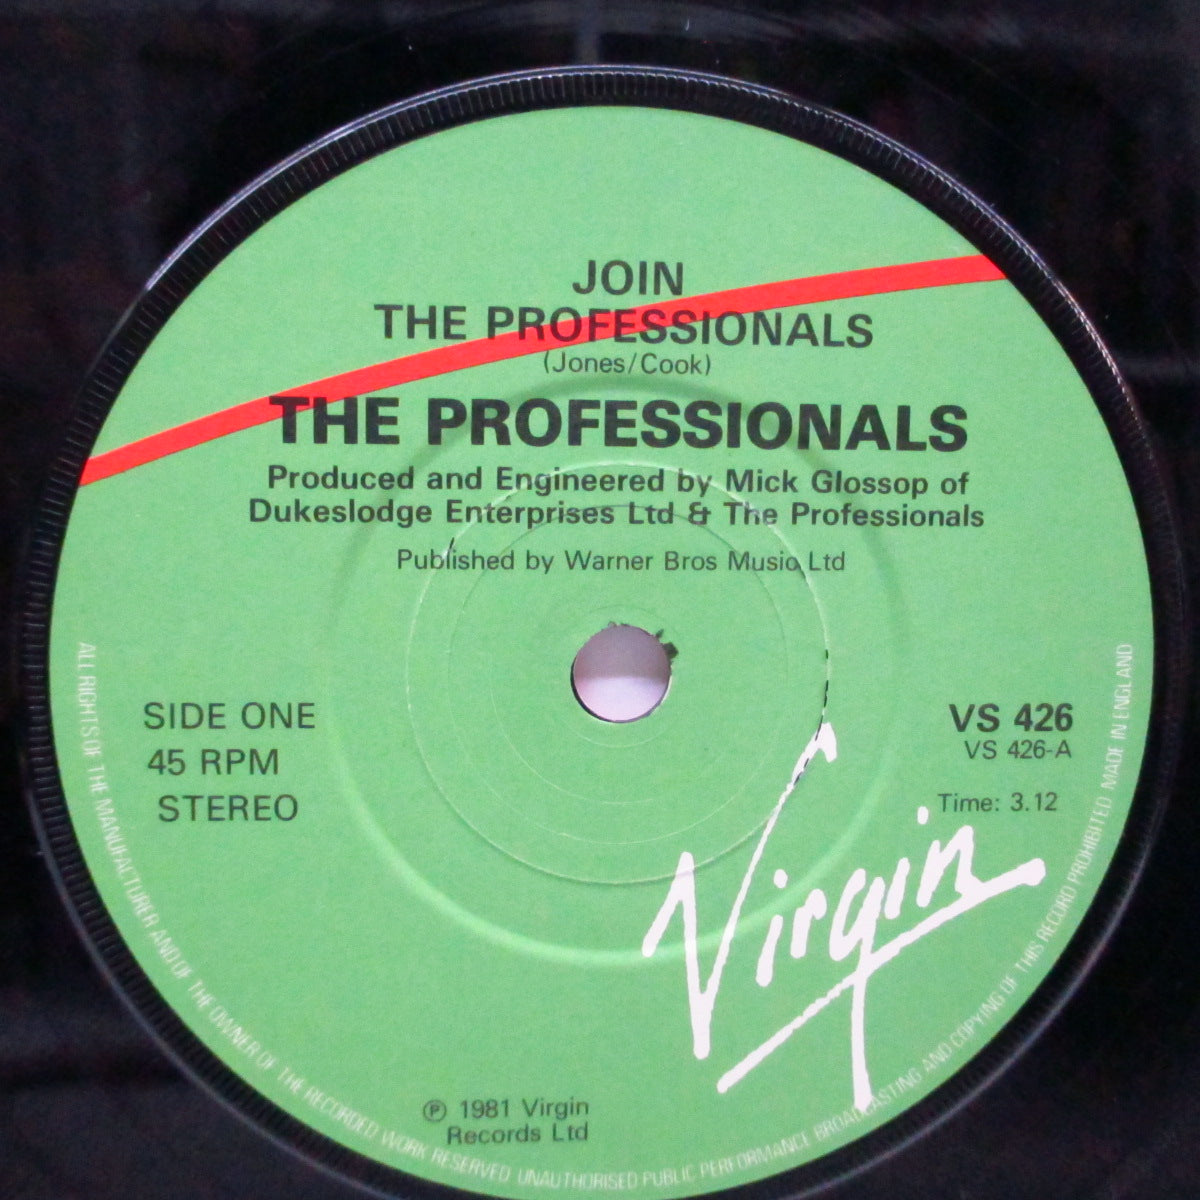 JOIN
THE PROFESSIONALS
(Jones/Cook)
THE PROFESSIONALS
Produced and Engineered by Mick Glossop of
Dukeslodge Enterprises Ltd & The Professionals
Published by Warner Bros Music Ltd
SIDE ONE
45 RPM
STEREO
VS 426
VS 426-A
Time: 3.12
Virgin
℗ 1981 Virgin
Records Ltd
ALL RIGHTS OF THE MANUFACTURER AND OF THE OWNER OF THE RECORDED WORK RESERVED UNAUTHORISED PUBLIC PERFORMANCE BROADCASTING AND COPYING OF THIS RECORD PROHIBITED MADE IN ENGLAND